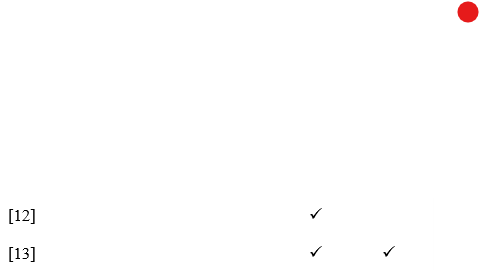 [12] ✓
[13] ✓ ✓